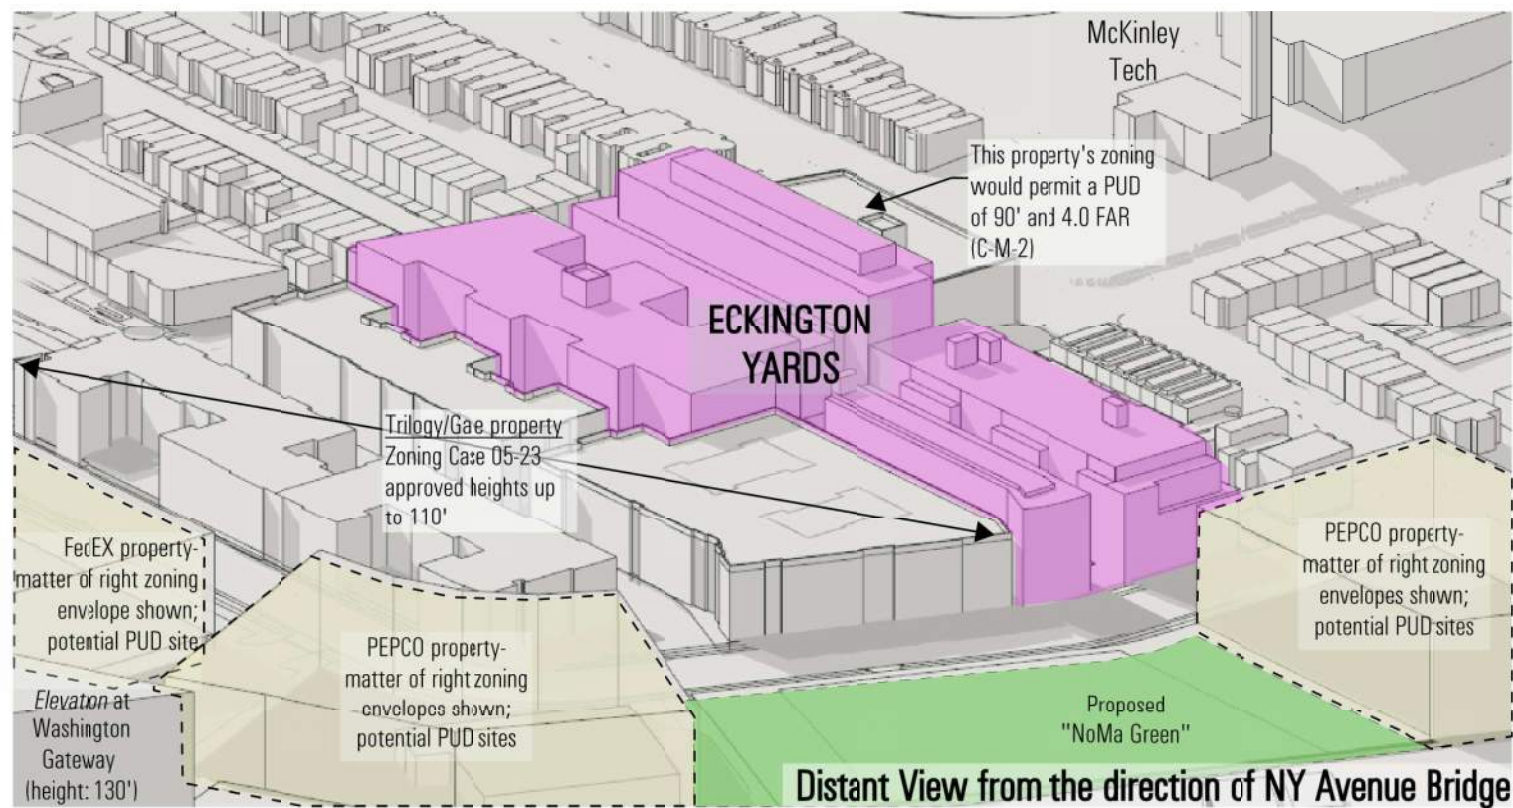 McKinley
Tech
This property's zoning
would permit a PUD
of 90' and 4.0 FAR
(C-M-2)
ECKINGTON
YARDS
Trilogy/Gae property
Zoning Case 05-23
approved heights up
to 110'
FedEX property-
matter of right zoning
envelope shown;
potential PUD site
PEPCO property-
matter of right zoning
envelopes shown;
potential PUD sites
PEPCO property-
matter of right zoning
envelopes shown;
potential PUD sites
Elevation at
Washington
Gateway
(height: 130')
Proposed
"NoMa Green"
Distant View from the direction of NY Avenue Bridge